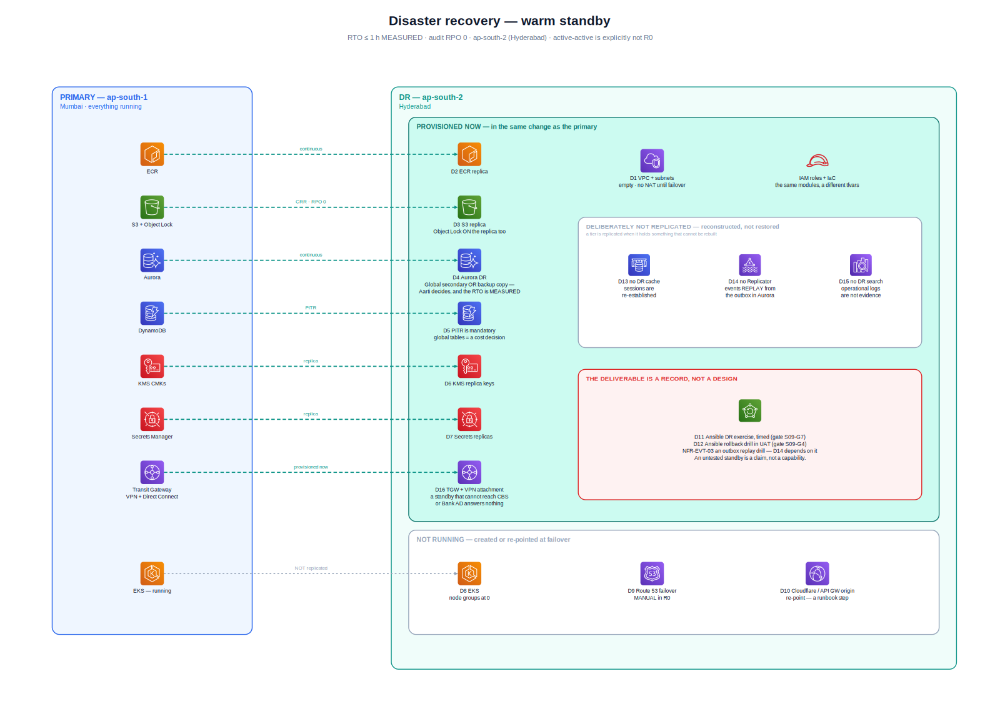 Disaster recovery — warm standby
RTO ≤ 1 h MEASURED · audit RPO 0 · ap-south-2 (Hyderabad) · active-active is explicitly not R0
PRIMARY — ap-south-1
Mumbai · everything running
ECR
S3 + Object Lock
Aurora
DynamoDB
KMS CMKs
Secrets Manager
Transit Gateway
VPN + Direct Connect
EKS — running
continuous
CRR · RPO 0
continuous
PITR
replica
replica
provisioned now
NOT replicated
DR — ap-south-2
Hyderabad
PROVISIONED NOW — in the same change as the primary
D2 ECR replica
D3 S3 replica
Object Lock ON the replica too
D4 Aurora DR
Global secondary OR backup copy —
Aarti decides, and the RTO is MEASURED
D5 PITR is mandatory
global tables = a cost decision
D6 KMS replica keys
D7 Secrets replicas
D16 TGW + VPN attachment
a standby that cannot reach CBS
or Bank AD answers nothing
D1 VPC + subnets
empty · no NAT until failover
IAM roles + IaC
the same modules, a different tfvars
DELIBERATELY NOT REPLICATED — reconstructed, not restored
a tier is replicated when it holds something that cannot be rebuilt
D13 no DR cache
sessions are
re-established
D14 no Replicator
events REPLAY from
the outbox in Aurora
D15 no DR search
operational logs
are not evidence
THE DELIVERABLE IS A RECORD, NOT A DESIGN
D11 Ansible DR exercise, timed (gate S09-G7)
D12 Ansible rollback drill in UAT (gate S09-G4)
NFR-EVT-03 an outbox replay drill — D14 depends on it
An untested standby is a claim, not a capability.
NOT RUNNING — created or re-pointed at failover
D8 EKS
node groups at 0
53
D9 Route 53 failover
MANUAL in R0
D10 Cloudflare / API GW origin
re-point — a runbook step